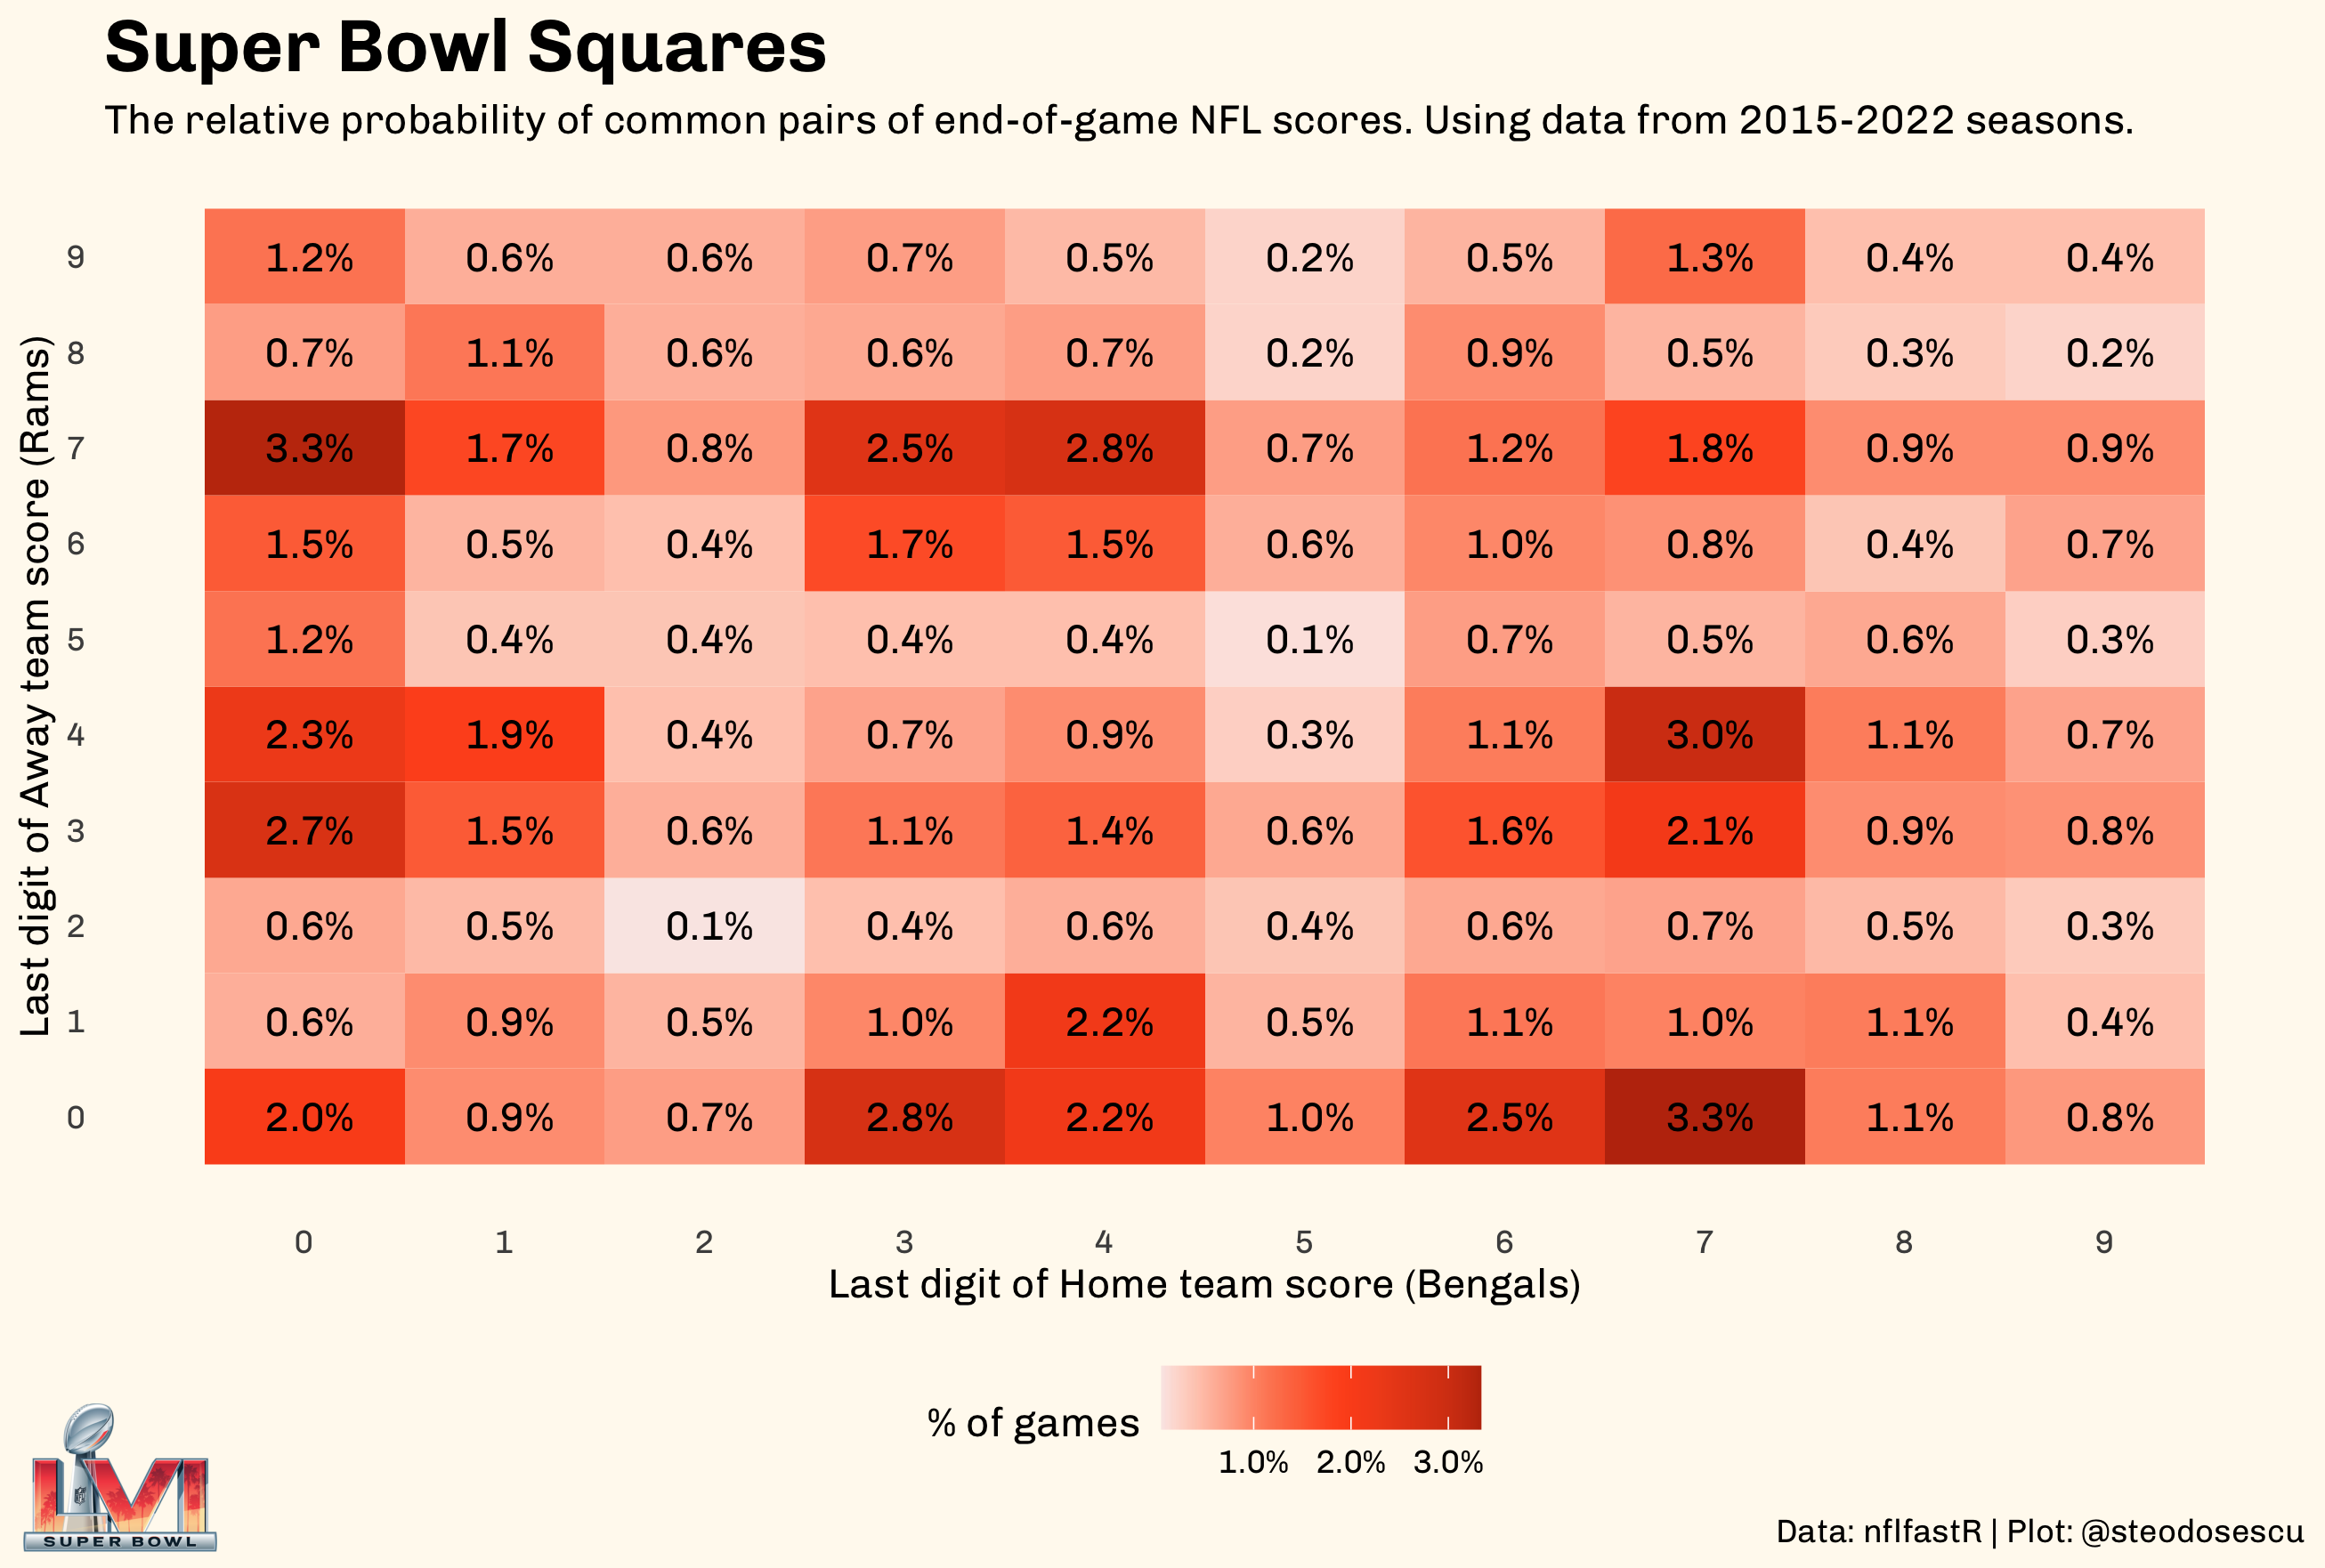 Super Bowl Squares
The relative probability of common pairs of end-of-game NFL scores. Using data from 2015-2022 seasons.
Last digit of Away team score (Rams)
9 1.2% 0.6% 0.6% 0.7% 0.5% 0.2% 0.5% 1.3% 0.4% 0.4%
8 0.7% 1.1% 0.6% 0.6% 0.7% 0.2% 0.9% 0.5% 0.3% 0.2%
7 3.3% 1.7% 0.8% 2.5% 2.8% 0.7% 1.2% 1.8% 0.9% 0.9%
6 1.5% 0.5% 0.4% 1.7% 1.5% 0.6% 1.0% 0.8% 0.4% 0.7%
5 1.2% 0.4% 0.4% 0.4% 0.4% 0.1% 0.7% 0.5% 0.6% 0.3%
4 2.3% 1.9% 0.4% 0.7% 0.9% 0.3% 1.1% 3.0% 1.1% 0.7%
3 2.7% 1.5% 0.6% 1.1% 1.4% 0.6% 1.6% 2.1% 0.9% 0.8%
2 0.6% 0.5% 0.1% 0.4% 0.6% 0.4% 0.6% 0.7% 0.5% 0.3%
1 0.6% 0.9% 0.5% 1.0% 2.2% 0.5% 1.1% 1.0% 1.1% 0.4%
0 2.0% 0.9% 0.7% 2.8% 2.2% 1.0% 2.5% 3.3% 1.1% 0.8%
0 1 2 3 4 5 6 7 8 9
Last digit of Home team score (Bengals)
% of games
1.0% 2.0% 3.0%
LVI
SUPER BOWL
Data: nflfastR | Plot: @steodosescu